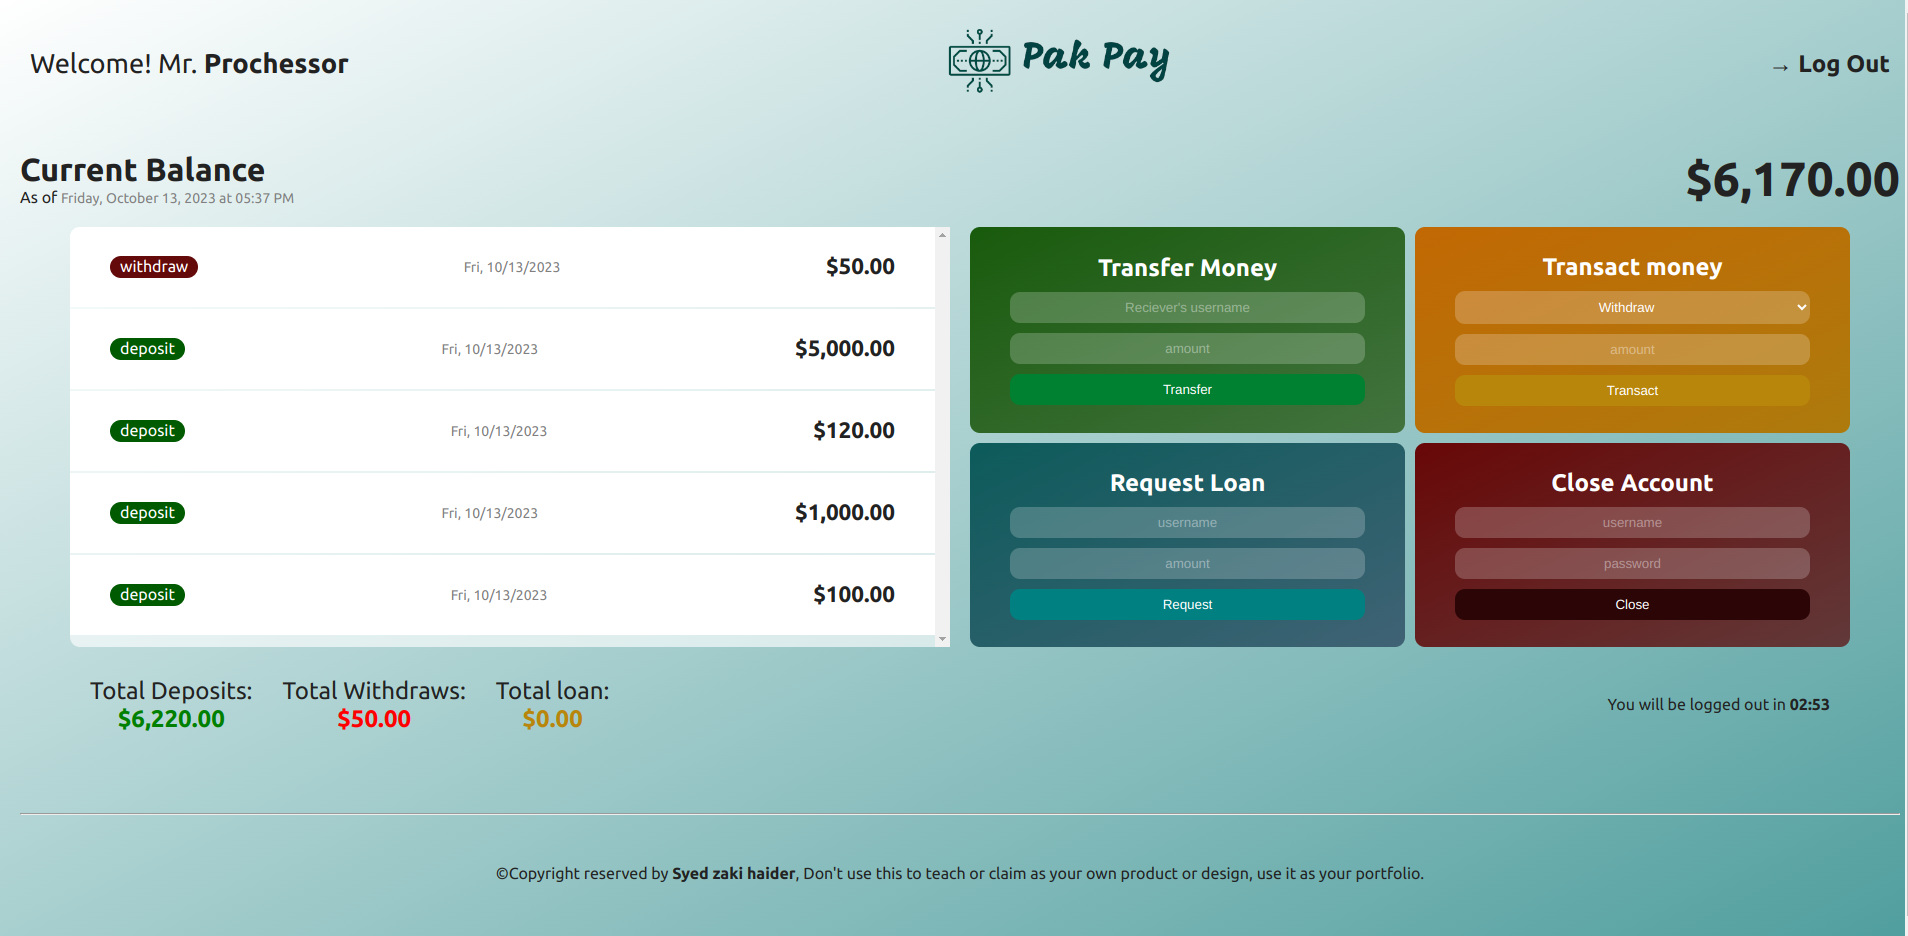 Welcome! Mr. Prochessor
Pak Pay
→ Log Out
Current Balance
As of Friday, October 13, 2023 at 05:37 PM
$6,170.00
withdraw Fri, 10/13/2023 $50.00
deposit Fri, 10/13/2023 $5,000.00
deposit Fri, 10/13/2023 $120.00
deposit Fri, 10/13/2023 $1,000.00
deposit Fri, 10/13/2023 $100.00
Transfer Money
Reciever's username
amount
Transfer
Transact money
Withdraw
amount
Transact
Request Loan
username
amount
Request
Close Account
username
password
Close
Total Deposits:
$6,220.00
Total Withdraws:
$50.00
Total loan:
$0.00
You will be logged out in 02:53
©Copyright reserved by Syed zaki haider, Don't use this to teach or claim as your own product or design, use it as your portfolio.